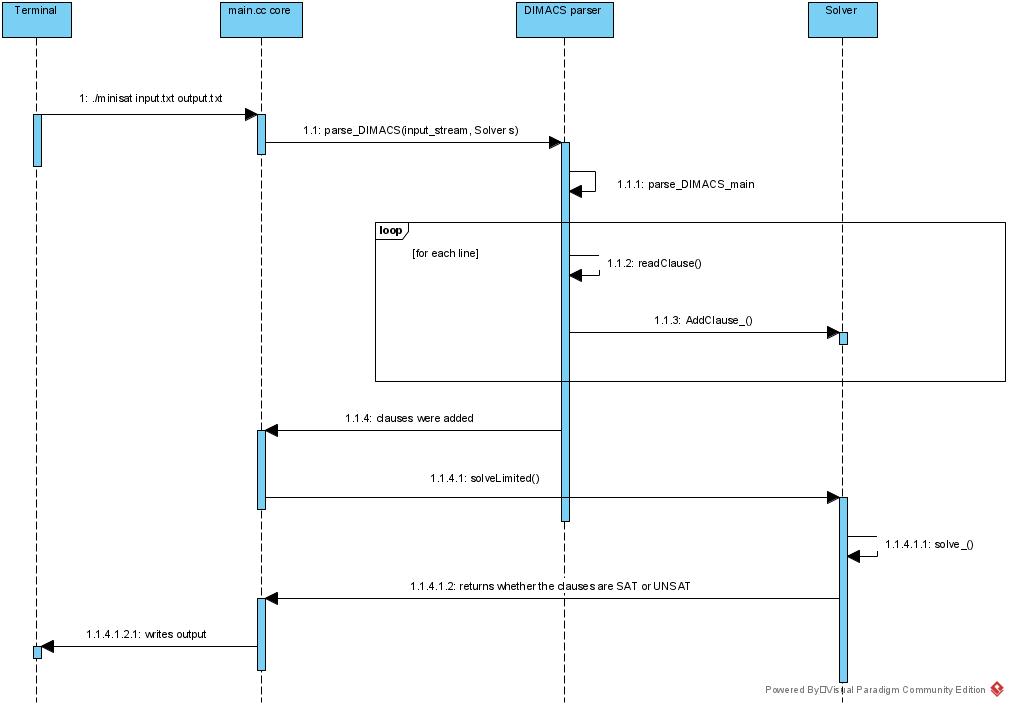 Terminal
main.cc core
DIMACS parser
Solver
1: ./minisat input.txt output.txt
1.1: parse_DIMACS(input_stream, Solver s)
1.1.1: parse_DIMACS_main
loop
[for each line]
1.1.2: readClause()
1.1.3: AddClause_()
1.1.4: clauses were added
1.1.4.1: solveLimited()
1.1.4.1.1: solve_()
1.1.4.1.2: returns whether the clauses are SAT or UNSAT
1.1.4.1.2.1: writes output
Powered By Visual Paradigm Community Edition